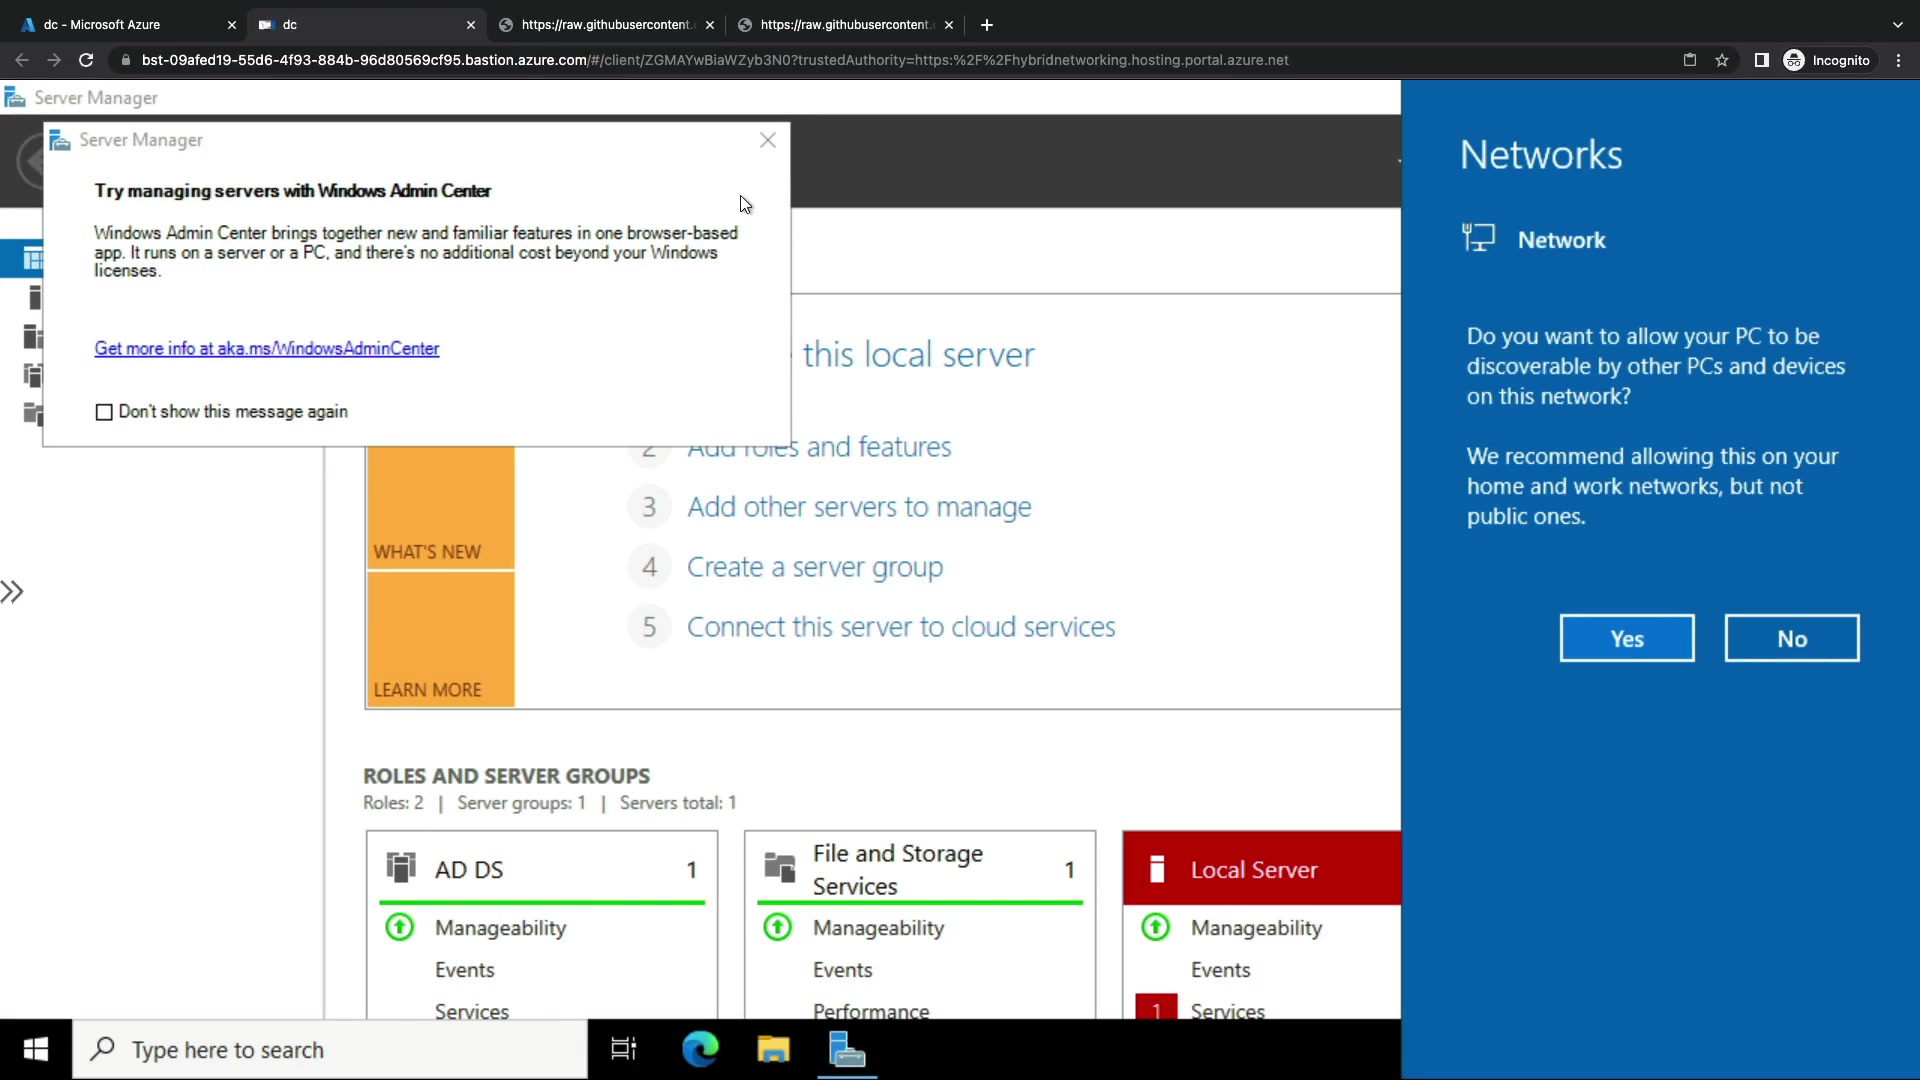 dc - Microsoft Azure
dc
https://raw.githubusercontent.
https://raw.githubusercontent.
bst-09afed19-55d6-4f93-884b-96d80569cf95.bastion.azure.com/#/client/ZGMAYwBiaWZyb3N0?trustedAuthority=https:%2F%2Fhybridnetworking.hosting.portal.azure.net
Incognito
Server Manager
Server Manager
Try managing servers with Windows Admin Center
Windows Admin Center brings together new and familiar features in one browser-based
app. It runs on a server or a PC, and there's no additional cost beyond your Windows
licenses.
Get more info at aka.ms/WindowsAdminCenter
Don't show this message again
this local server
2 Add roles and features
3 Add other servers to manage
4 Create a server group
5 Connect this server to cloud services
WHAT'S NEW
LEARN MORE
ROLES AND SERVER GROUPS
Roles: 2 | Server groups: 1 | Servers total: 1
AD DS 1
Manageability
Events
Services
File and Storage
Services 1
Manageability
Events
Performance
Local Server
Manageability
Events
1 Services
Networks
Network
Do you want to allow your PC to be
discoverable by other PCs and devices
on this network?
We recommend allowing this on your
home and work networks, but not
public ones.
Yes
No
Type here to search